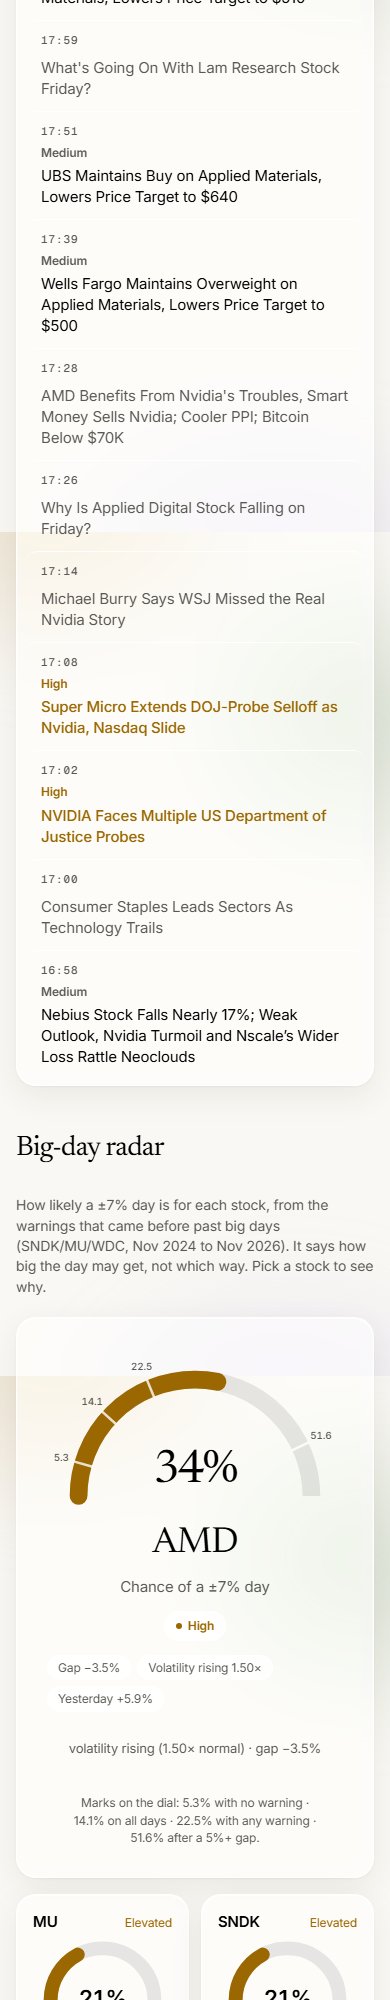 Materials, Lowers Price Target to $510
17:59
What's Going On With Lam Research Stock
Friday?
17:51
Medium
UBS Maintains Buy on Applied Materials,
Lowers Price Target to $640
17:39
Medium
Wells Fargo Maintains Overweight on
Applied Materials, Lowers Price Target to
$500
17:28
AMD Benefits From Nvidia's Troubles, Smart
Money Sells Nvidia; Cooler PPI; Bitcoin
Below $70K
17:26
Why Is Applied Digital Stock Falling on
Friday?
17:14
Michael Burry Says WSJ Missed the Real
Nvidia Story
17:08
High
Super Micro Extends DOJ-Probe Selloff as
Nvidia, Nasdaq Slide
17:02
High
NVIDIA Faces Multiple US Department of
Justice Probes
17:00
Consumer Staples Leads Sectors As
Technology Trails
16:58
Medium
Nebius Stock Falls Nearly 17%; Weak
Outlook, Nvidia Turmoil and Nscale’s Wider
Loss Rattle Neoclouds
Big-day radar
How likely a ±7% day is for each stock, from the
warnings that came before past big days
(SNDK/MU/WDC, Nov 2024 to Nov 2026). It says how
big the day may get, not which way. Pick a stock to see
why.
22.5
14.1
51.6
5.3
34%
AMD
Chance of a ±7% day
High
Gap −3.5% Volatility rising 1.50×
Yesterday +5.9%
volatility rising (1.50× normal) · gap −3.5%
Marks on the dial: 5.3% with no warning ·
14.1% on all days · 22.5% with any warning ·
51.6% after a 5%+ gap.
MU Elevated
SNDK Elevated
21%
21%